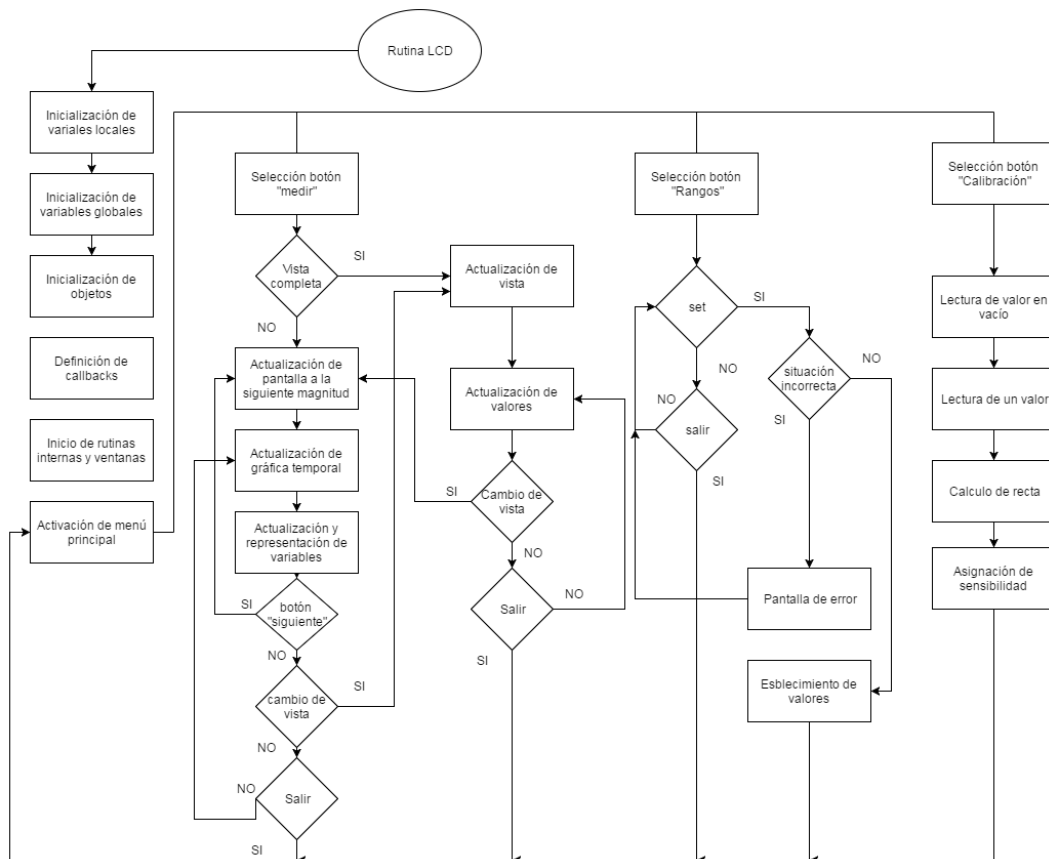 Rutina LCD
Inicialización de
variales locales
Inicialización de
variables globales
Inicialización de
objetos
Definición de
callbacks
Inicio de rutinas
internas y ventanas
Activación de menú
principal
Selección botón
"medir"
Vista
completa
SI
NO
Actualización de
pantalla a la
siguiente magnitud
Actualización de
gráfica temporal
Actualización y
representación de
variables
botón
"siguiente"
SI
NO
cambio de
vista
SI
NO
Salir
NO
SI
Actualización de
vista
Actualización de
valores
Cambio de
vista
SI
NO
Salir
NO
SI
Selección botón
"Rangos"
set
SI
NO
salir
NO
SI
situación
incorrecta
NO
SI
Pantalla de error
Esblecimiento de
valores
Selección botón
"Calibración"
Lectura de valor en
vacío
Lectura de un valor
Calculo de recta
Asignación de
sensibilidad